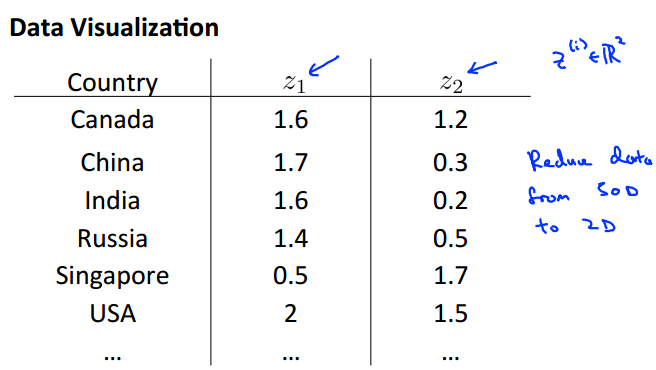 Data Visualization
z^(i) ∈ ℝ^2
Country z_1 z_2
Canada 1.6 1.2
China 1.7 0.3
Reduce data
India 1.6 0.2
from 50D
Russia 1.4 0.5
to 2D
Singapore 0.5 1.7
USA 2 1.5
... ... ...